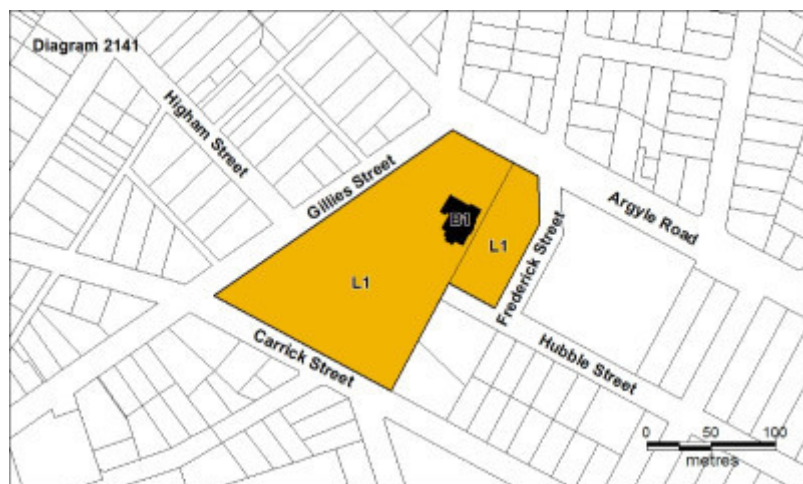 Diagram 2141
Higham Street
Gillies Street
Argyle Road
B1
L1
L1
Frederick Street
Carrick Street
Hubble Street
0 50 100
metres